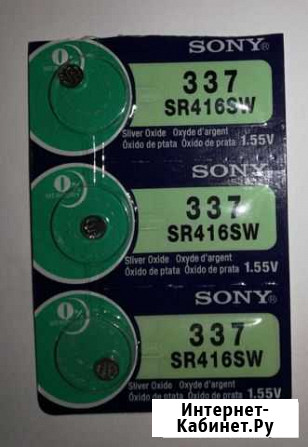 SONY®
337
SR416SW
Silver Oxide Oxyde d'argent
Óxido de plata Óxido de prata 1.55V
SONY
337
SR416SW
Silver Oxide Oxyde d'argent
Óxido de plata Óxido de prata 1.55V
SONY®
337
SR416SW
Silver Oxide Oxyde d'argent
Óxido de plata Óxido de prata 1.55V
Интернет-
Кабинет.Ру